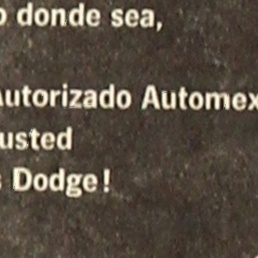 o donde sea,
Autorizado Automex
usted
s Dodge!